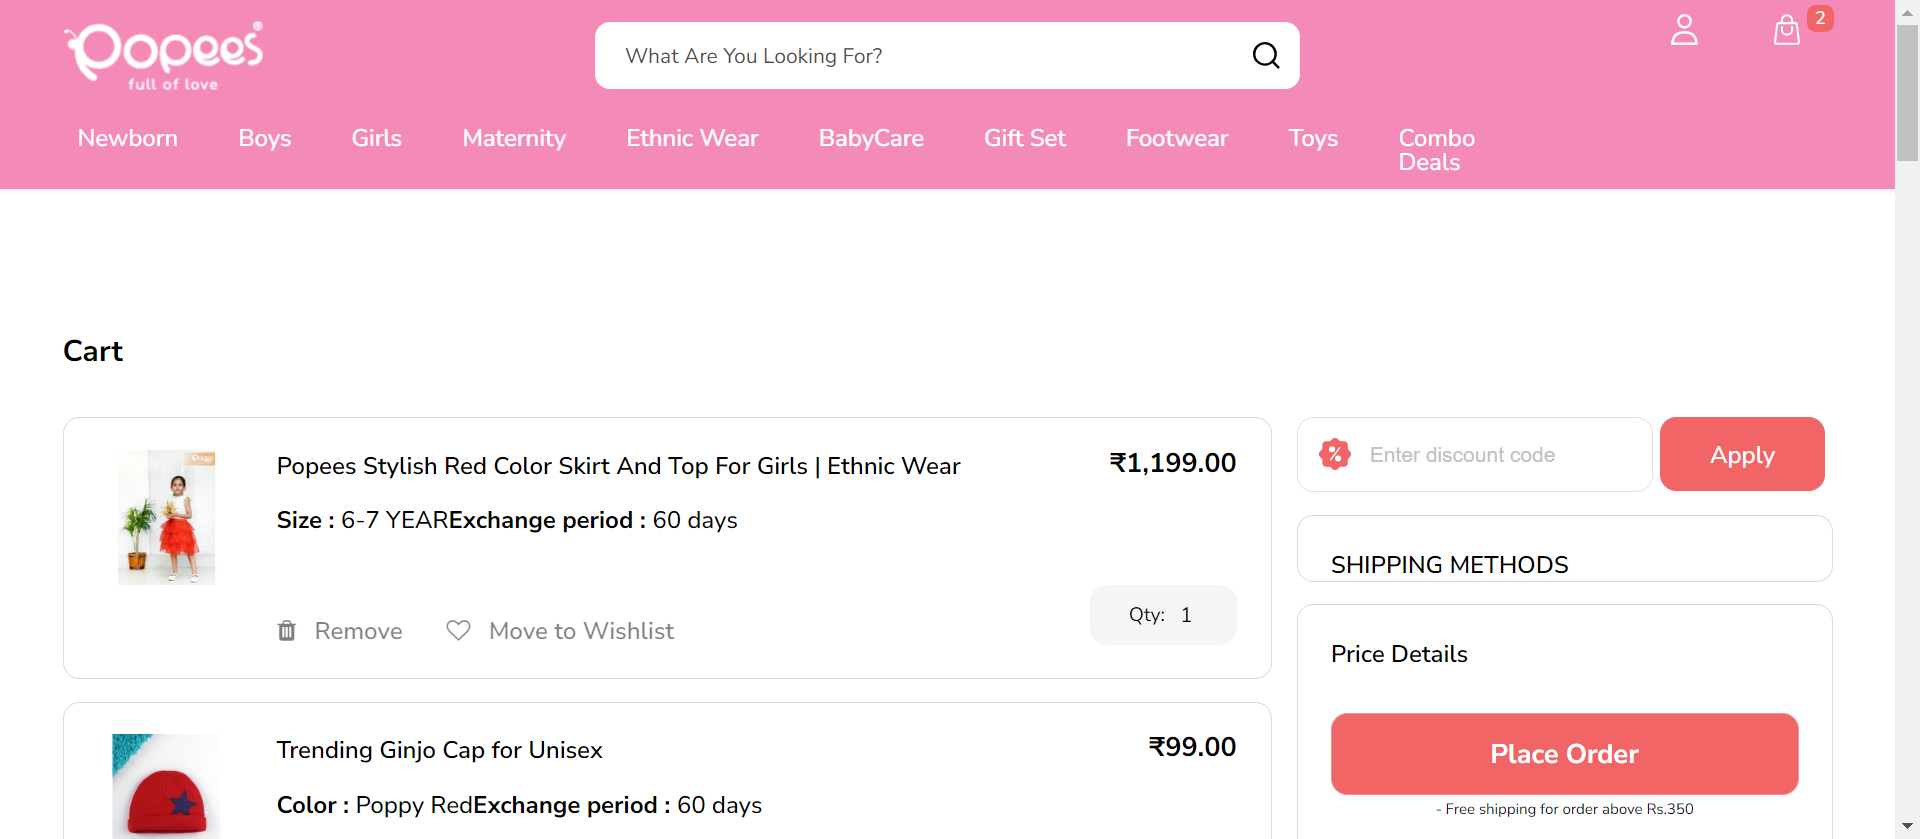 Popees®
full of love
What Are You Looking For?
2
Newborn Boys Girls Maternity Ethnic Wear BabyCare Gift Set Footwear Toys Combo Deals
Cart
Popees Stylish Red Color Skirt And Top For Girls | Ethnic Wear
₹1,199.00
Size : 6-7 YEARExchange period : 60 days
Remove
Move to Wishlist
Qty: 1
Trending Ginjo Cap for Unisex
₹99.00
Color : Poppy RedExchange period : 60 days
Enter discount code
Apply
SHIPPING METHODS
Price Details
Place Order
- Free shipping for order above Rs.350